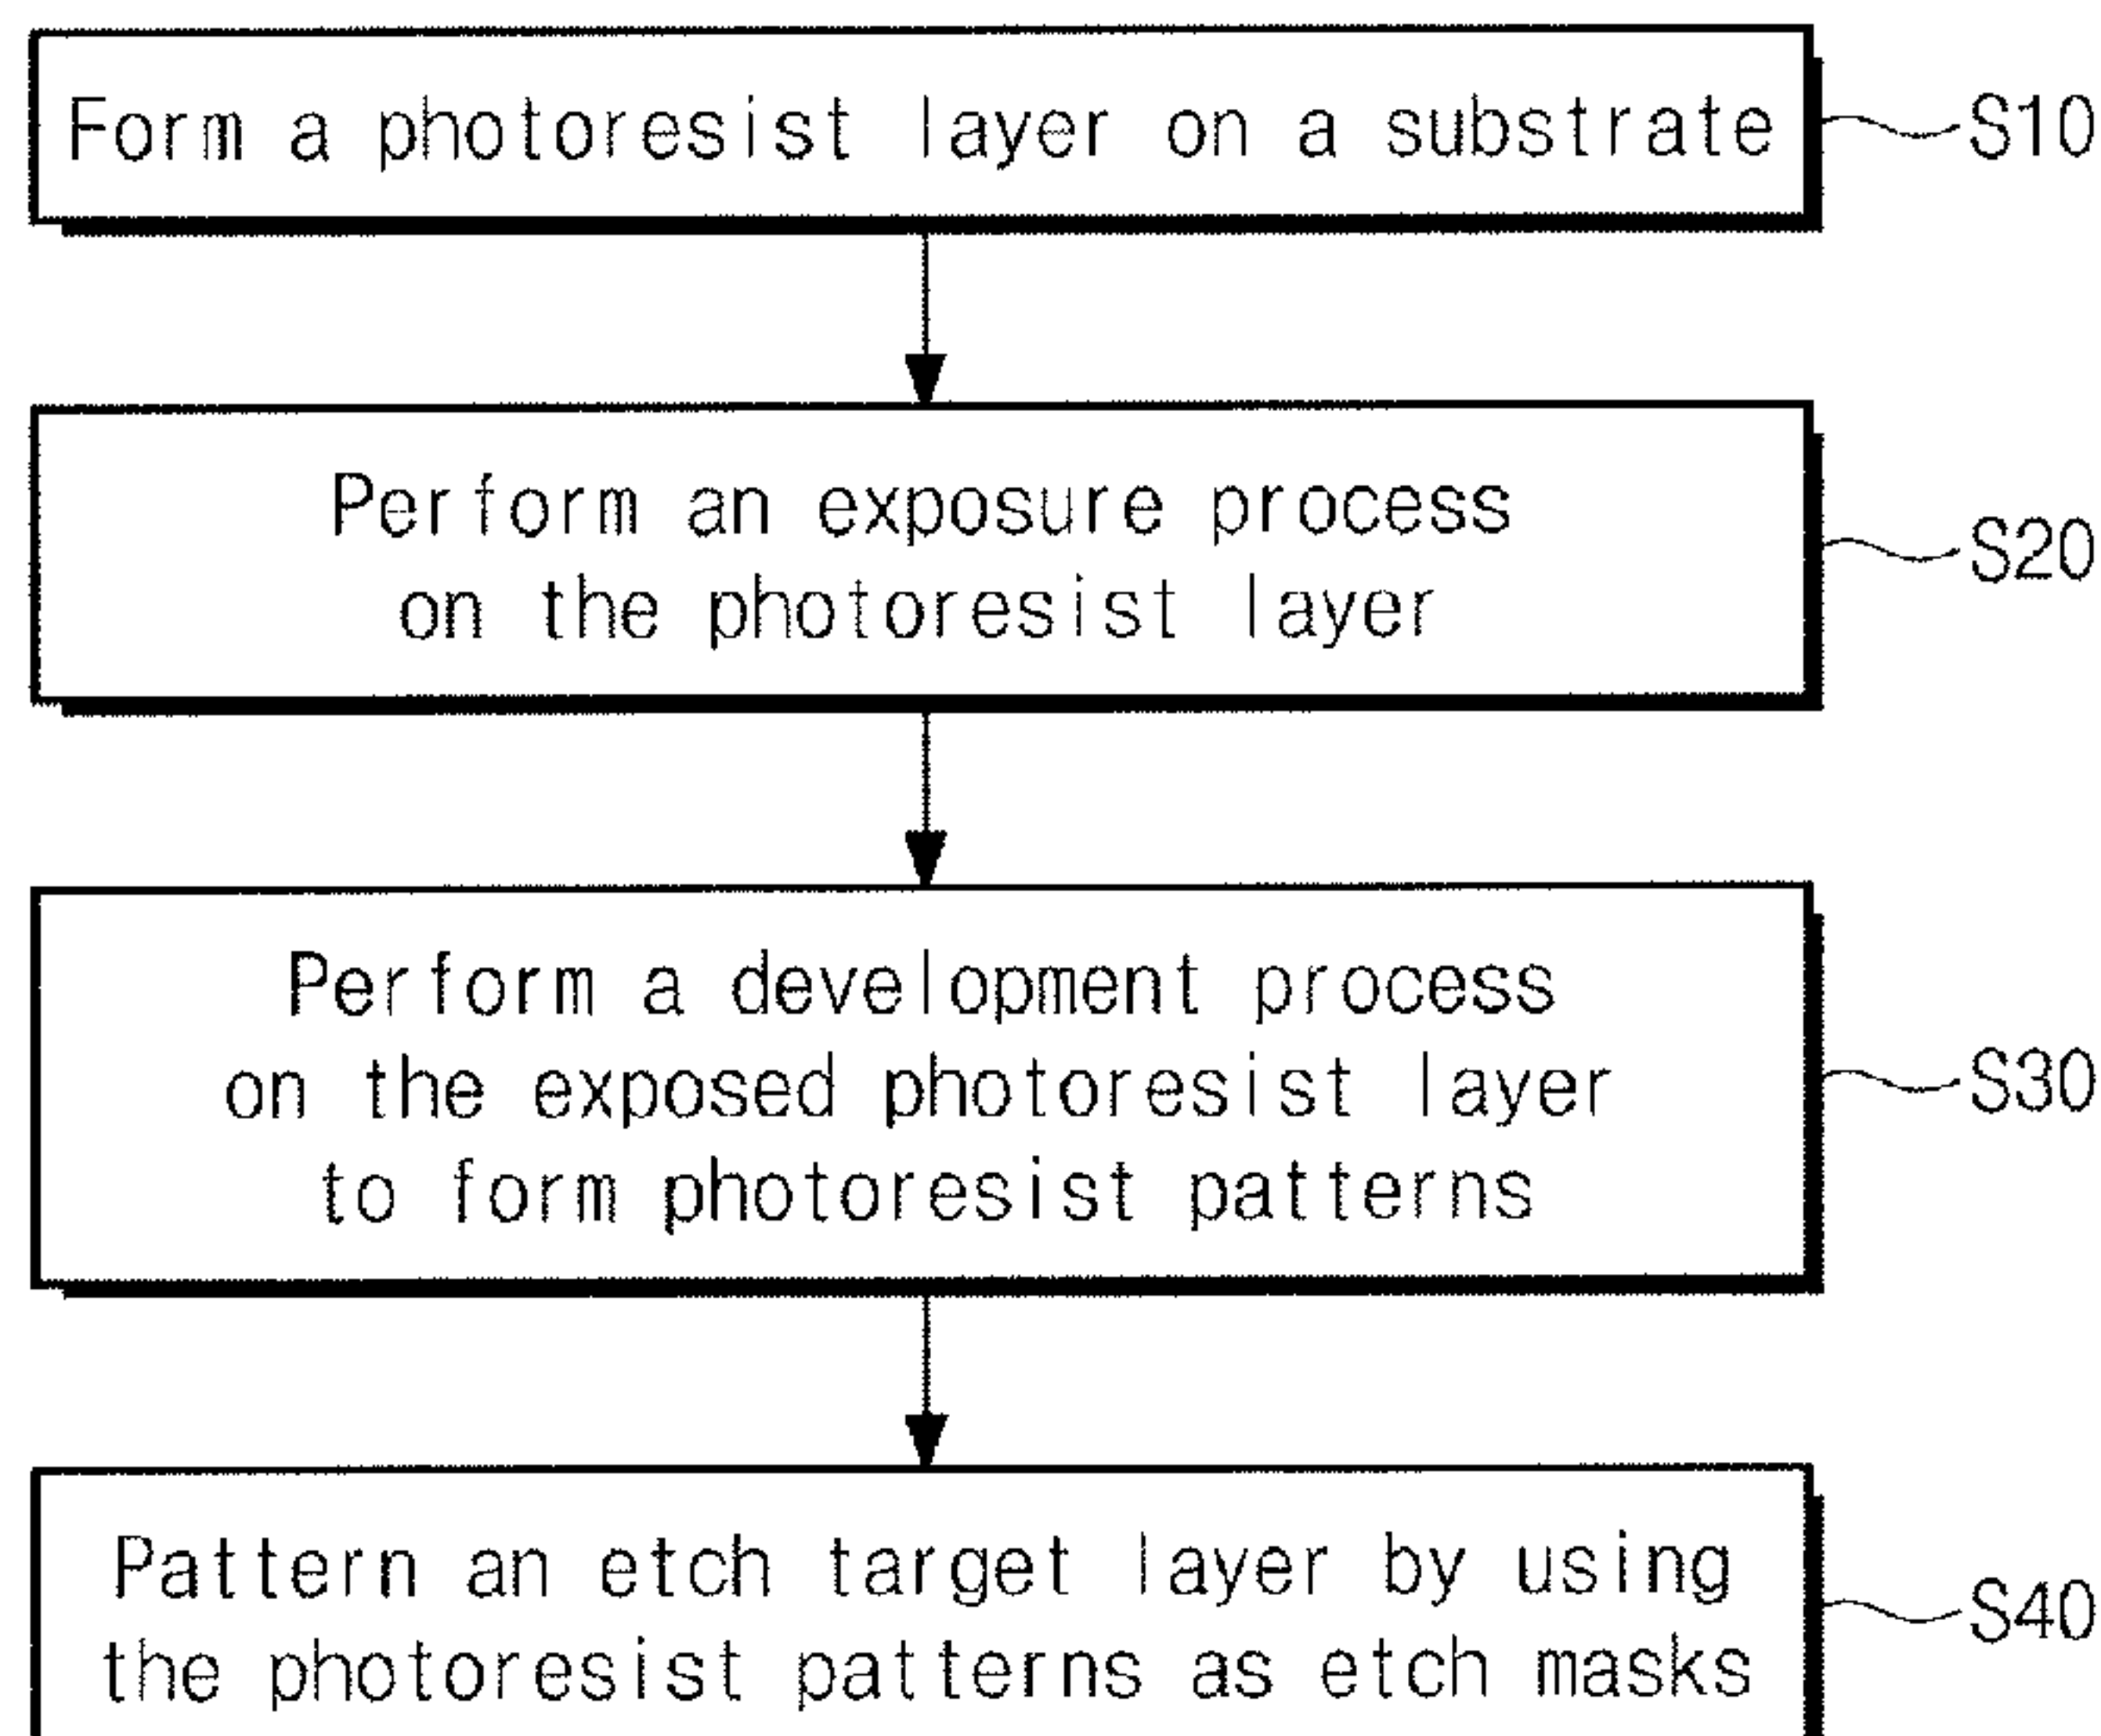 Form a photoresist layer on a substrate
S10
Perform an exposure process
on the photoresist layer
S20
Perform a development process
on the exposed photoresist layer
to form photoresist patterns
S30
Pattern an etch target layer by using
the photoresist patterns as etch masks
S40